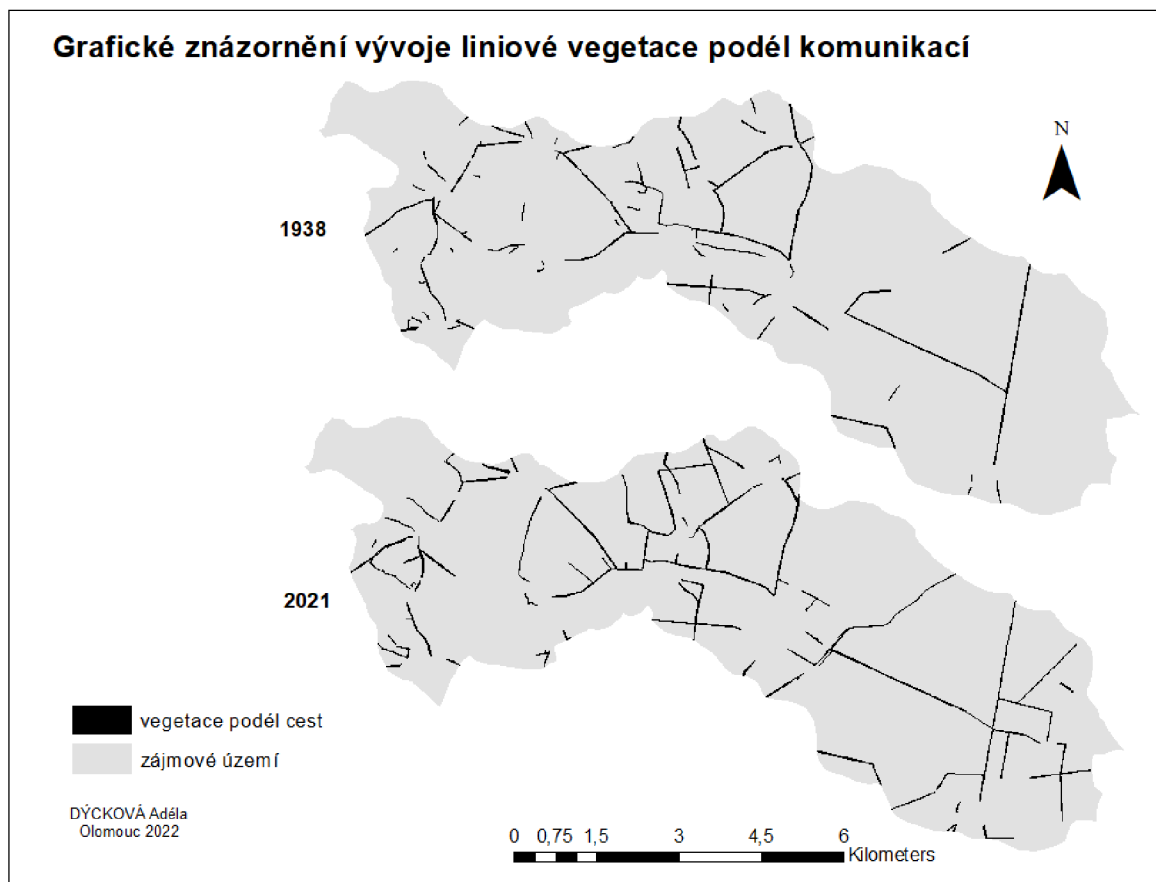 Grafické znázornění vývoje liniové vegetace podél komunikací
N
1938
2021
vegetace podél cest
zájmové území
DÝCKOVÁ Adéla
Olomouc 2022
0 0,75 1,5 3 4,5 6
Kilometers